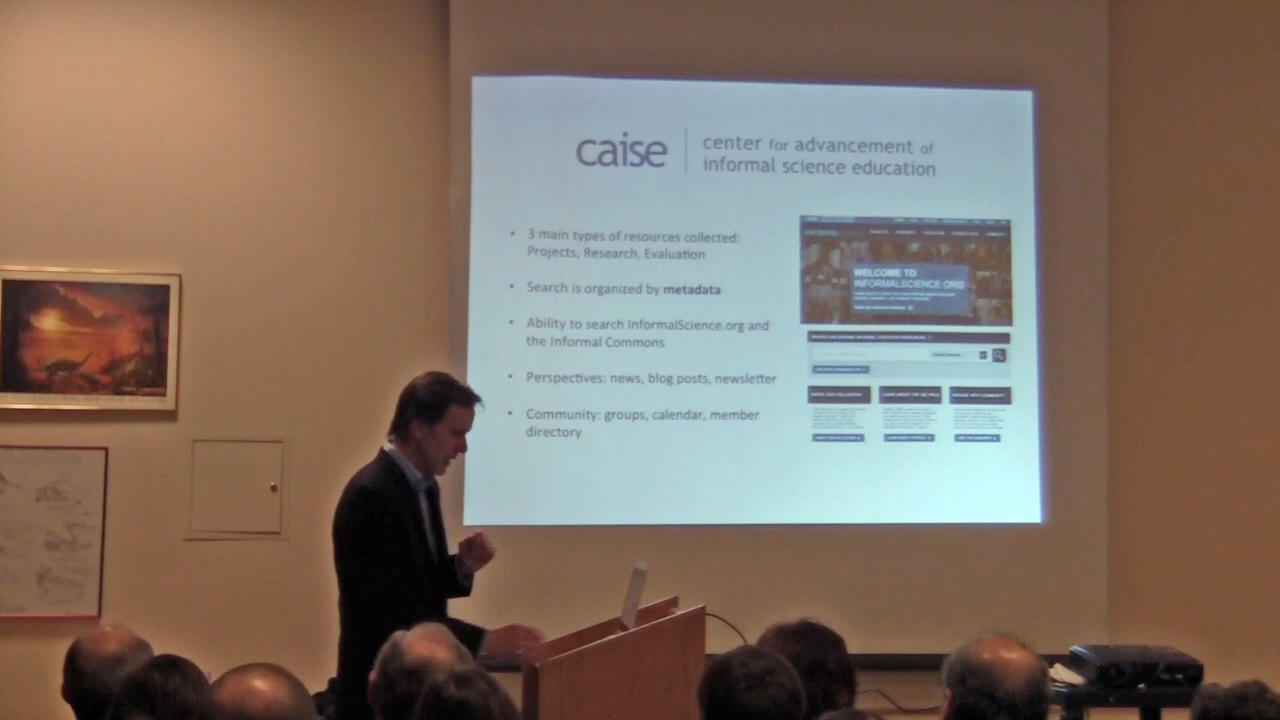 caise
center for advancement of
informal science education
• 3 main types of resources collected:
Projects, Research, Evaluation
• Search is organized by metadata
• Ability to search InformalScience.org and
the Informal Commons
• Perspectives: news, blog posts, newsletter
• Community: groups, calendar, member
directory
WELCOME TO
INFORMALSCIENCE.ORG